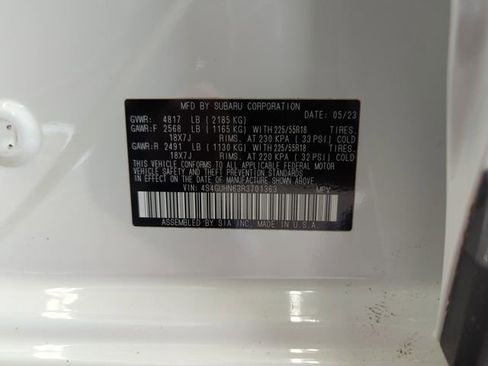 MFD BY SUBARU CORPORATION DATE: 05/23
GVWR: 4817 LB (2185 KG)
GAWR:F 2568 LB (1165 KG) WITH 225/55R18 TIRES.
18X7J RIMS. AT 230 KPA (33 PSI) COLD
GAWR:R 2491 LB (1130 KG) WITH 225/55R18 TIRES.
18X7J RIMS. AT 220 KPA (32 PSI) COLD
THIS VEHICLE CONFORMS TO ALL APPLICABLE FEDERAL MOTOR
VEHICLE SAFETY, BUMPER, AND THEFT PREVENTION STANDARDS
IN EFFECT ON THE DATE OF MANUFACTURE SHOWN ABOVE.
VIN: 4S4GUHN63R3701363 MPV
ASSEMBLED BY SIA INC. MADE IN U.S.A.